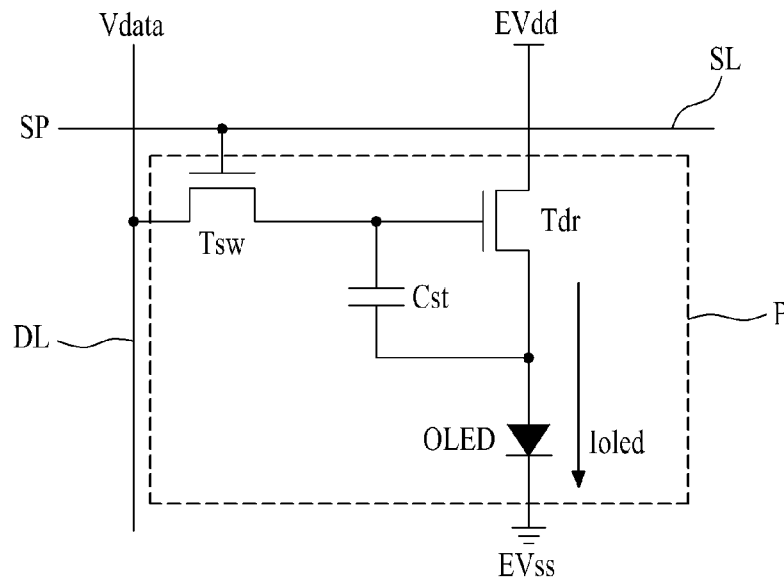 Vdata
EVdd
SL
SP
Tsw
Tdr
Cst
P
DL
OLED
Ioled
EVss